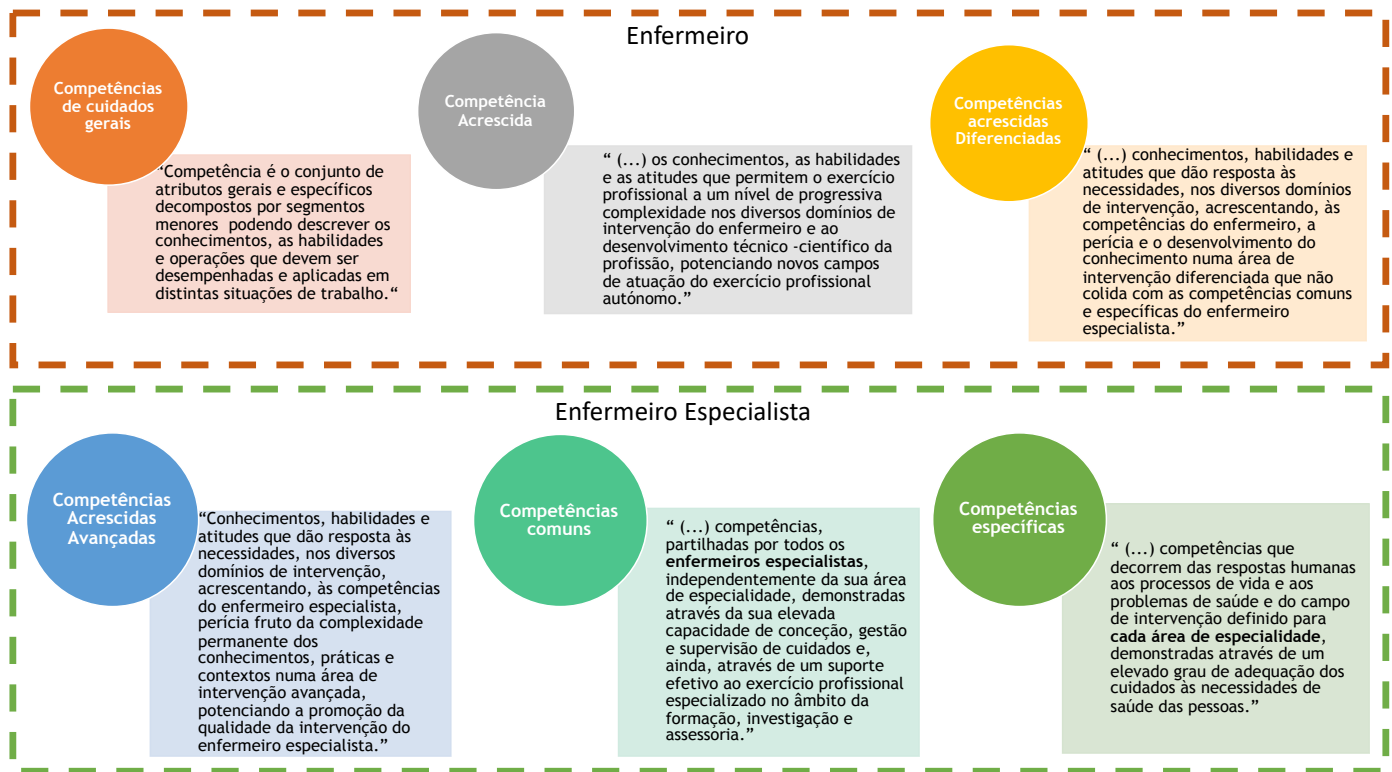 Enfermeiro
Competências
de cuidados
gerais
“Competência é o conjunto de
atributos gerais e específicos
decompostos por segmentos
menores  podendo descrever os
conhecimentos, as habilidades
e operações que devem ser
desempenhadas e aplicadas em
distintas situações de trabalho.“
Competência
Acrescida
“ (...) os conhecimentos, as habilidades
e as atitudes que permitem o exercício
profissional a um nível de progressiva
complexidade nos diversos domínios de
intervenção do enfermeiro e ao
desenvolvimento técnico -científico da
profissão, potenciando novos campos
de atuação do exercício profissional
autónomo.”
Competências
acrescidas
Diferenciadas
“ (...) conhecimentos, habilidades e
atitudes que dão resposta às
necessidades, nos diversos domínios
de intervenção, acrescentando, às
competências do enfermeiro, a
perícia e o desenvolvimento do
conhecimento numa área de
intervenção diferenciada que não
colida com as competências comuns
e específicas do enfermeiro
especialista.”
Enfermeiro Especialista
Competências
Acrescidas
Avançadas
“Conhecimentos, habilidades e
atitudes que dão resposta às
necessidades, nos diversos
domínios de intervenção,
acrescentando, às competências
do enfermeiro especialista,
perícia fruto da complexidade
permanente dos
conhecimentos, práticas e
contextos numa área de
intervenção avançada,
potenciando a promoção da
qualidade da intervenção do
enfermeiro especialista.”
Competências
comuns
“ (...) competências,
partilhadas por todos os
enfermeiros especialistas,
independentemente da sua área
de especialidade, demonstradas
através da sua elevada
capacidade de conceção, gestão
e supervisão de cuidados e,
ainda, através de um suporte
efetivo ao exercício profissional
especializado no âmbito da
formação, investigação e
assessoria.”
Competências
específicas
“ (...) competências que
decorrem das respostas humanas
aos processos de vida e aos
problemas de saúde e do campo
de intervenção definido para
cada área de especialidade,
demonstradas através de um
elevado grau de adequação dos
cuidados às necessidades de
saúde das pessoas.”